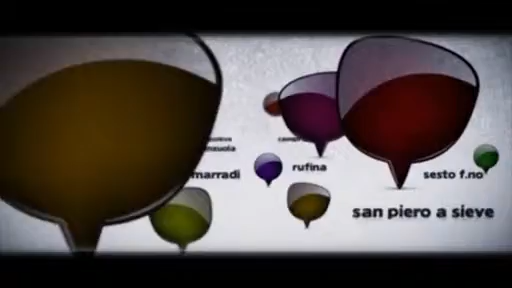 marradi
rufina
sesto f.no
san piero a sieve